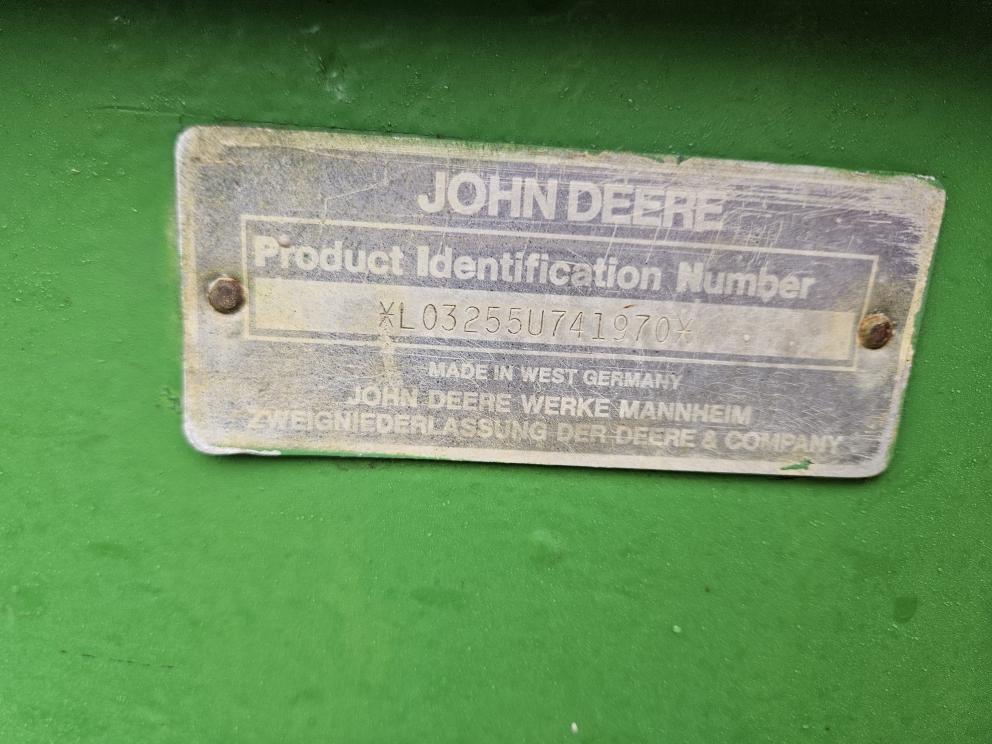 JOHN DEERE
Product Identification Number
*L03255U741970*
MADE IN WEST GERMANY
JOHN DEERE WERKE MANNHEIM
ZWEIGNIEDERLASSUNG DER DEERE & COMPANY